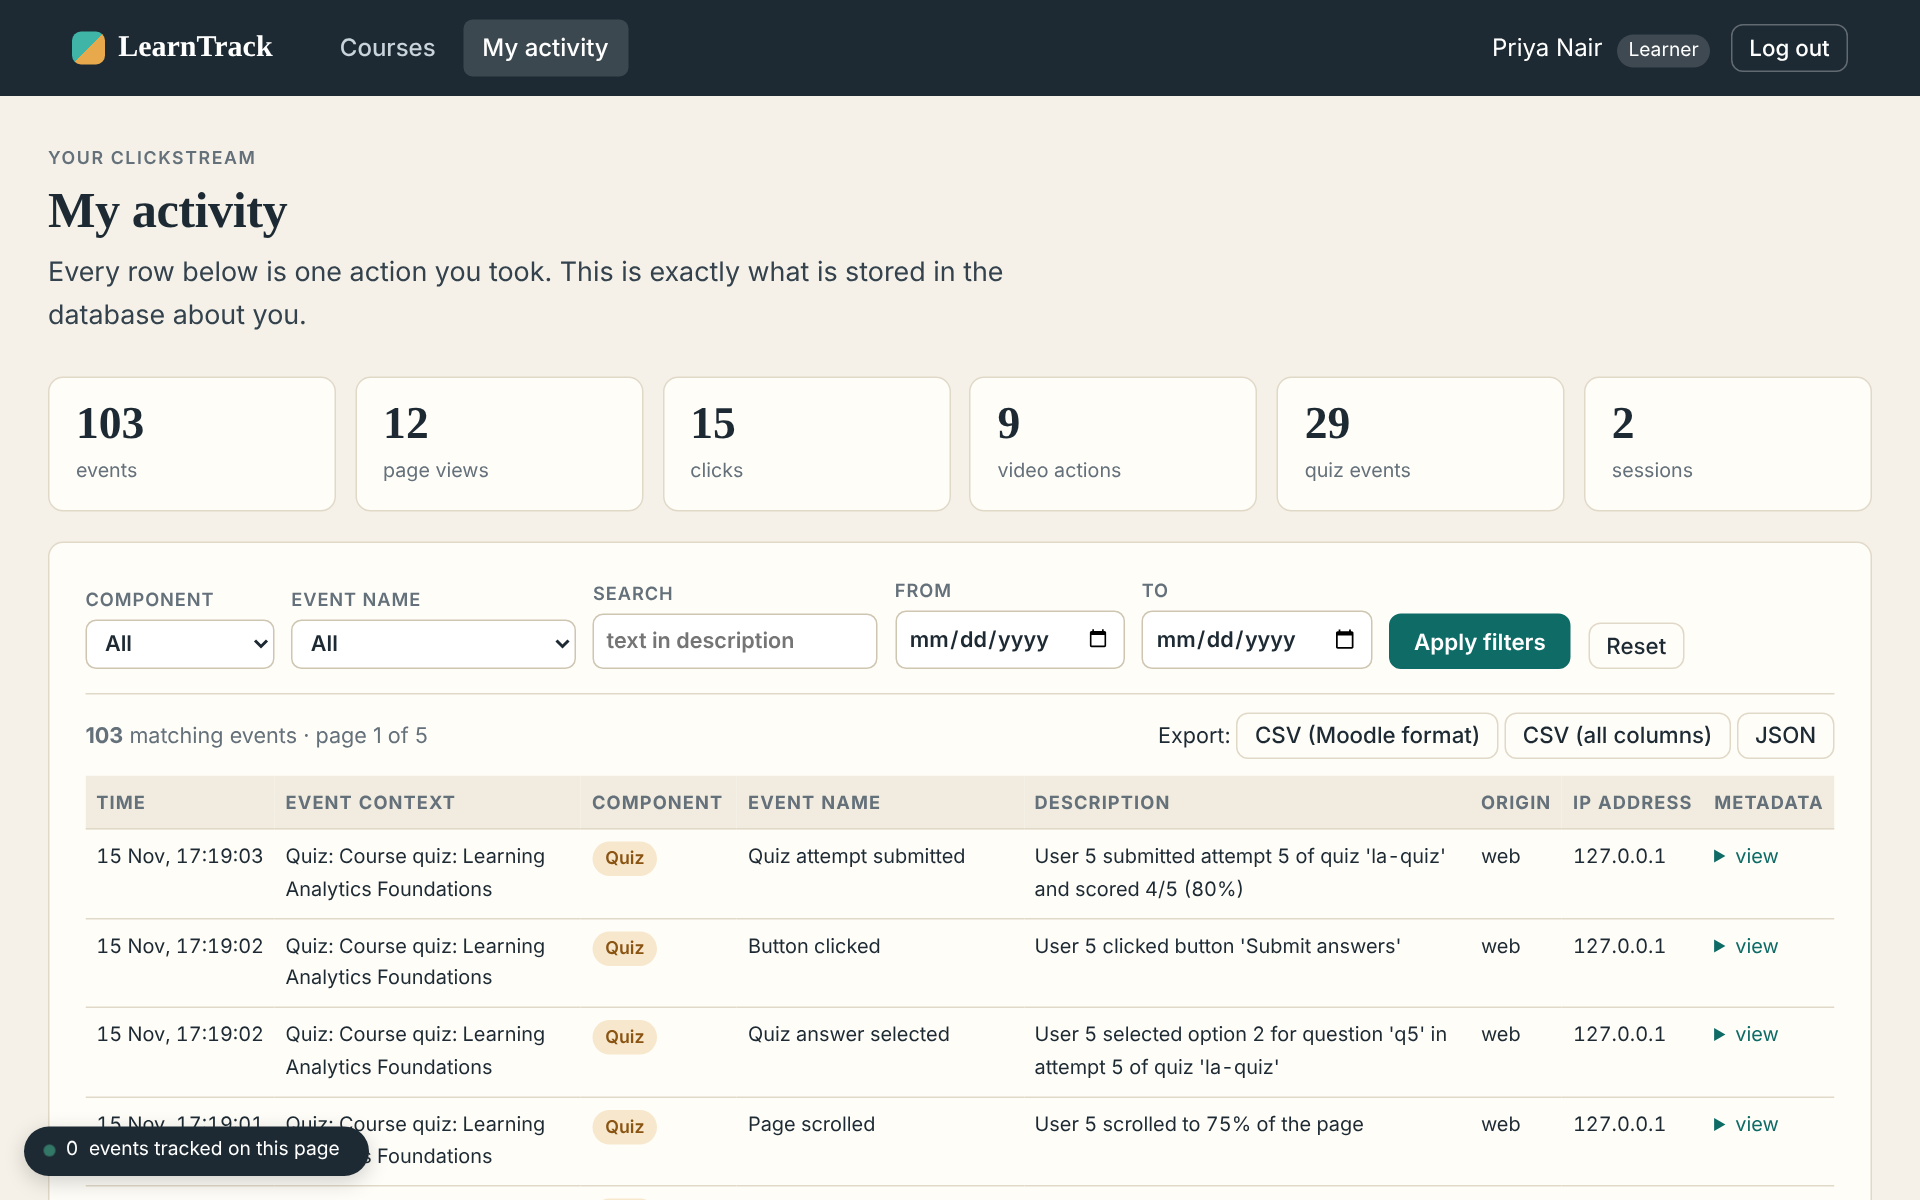 LearnTrack
Courses
My activity
Priya Nair
Learner
Log out
YOUR CLICKSTREAM
My activity
Every row below is one action you took. This is exactly what is stored in the
database about you.
103
events
12
page views
15
clicks
9
video actions
29
quiz events
2
sessions
COMPONENT
All
EVENT NAME
All
SEARCH
text in description
FROM
mm/dd/yyyy
TO
mm/dd/yyyy
Apply filters
Reset
103 matching events · page 1 of 5
Export:
CSV (Moodle format)
CSV (all columns)
JSON
TIME EVENT CONTEXT COMPONENT EVENT NAME DESCRIPTION ORIGIN IP ADDRESS METADATA
15 Nov, 17:19:03 Quiz: Course quiz: Learning Quiz Quiz attempt submitted User 5 submitted attempt 5 of quiz 'la-quiz' web 127.0.0.1 ▶ view
Analytics Foundations and scored 4/5 (80%)
15 Nov, 17:19:02 Quiz: Course quiz: Learning Quiz Button clicked User 5 clicked button 'Submit answers' web 127.0.0.1 ▶ view
Analytics Foundations
15 Nov, 17:19:02 Quiz: Course quiz: Learning Quiz Quiz answer selected User 5 selected option 2 for question 'q5' in web 127.0.0.1 ▶ view
Analytics Foundations attempt 5 of quiz 'la-quiz'
15 Nov, 17:19:01 Quiz: Course quiz: Learning Quiz Page scrolled User 5 scrolled to 75% of the page web 127.0.0.1 ▶ view
Foundations
0 events tracked on this page